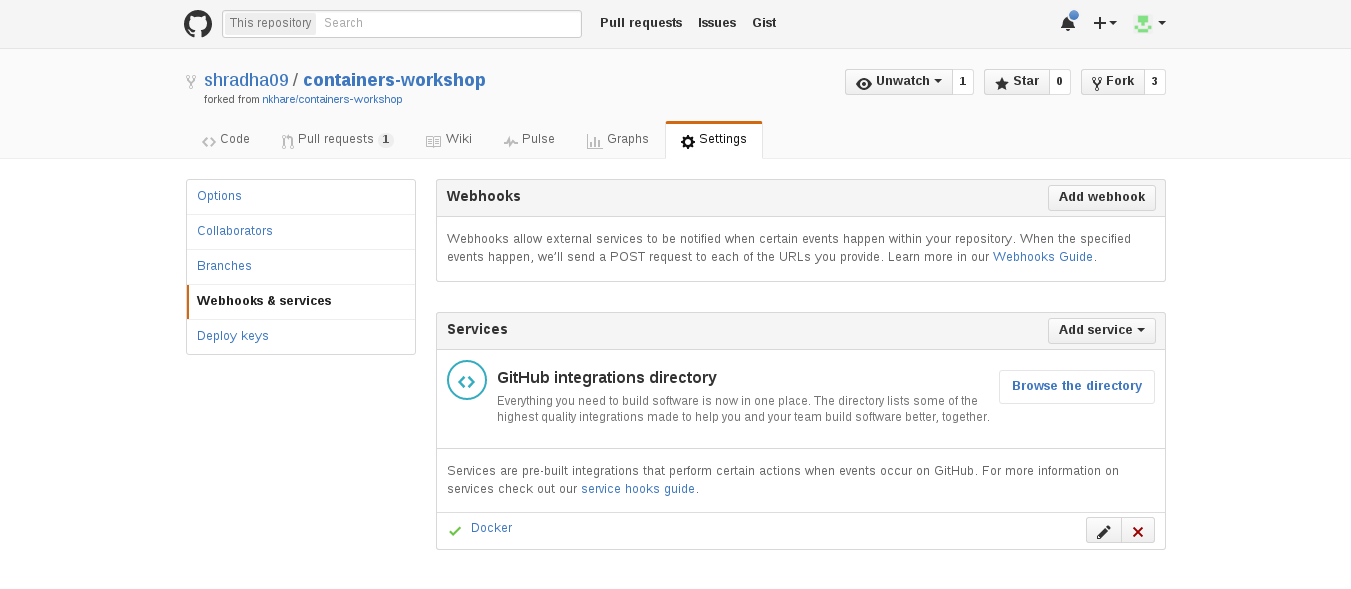 This repository Search Pull requests Issues Gist
shradha09 / containers-workshop Unwatch 1 Star 0 Fork 3
forked from nkhare/containers-workshop
Code Pull requests 1 Wiki Pulse Graphs Settings
Options
Collaborators
Branches
Webhooks & services
Deploy keys
Webhooks Add webhook
Webhooks allow external services to be notified when certain events happen within your repository. When the specified
events happen, we'll send a POST request to each of the URLs you provide. Learn more in our Webhooks Guide.
Services Add service
GitHub integrations directory
Everything you need to build software is now in one place. The directory lists some of the
highest quality integrations made to help you and your team build software better, together.
Browse the directory
Services are pre-built integrations that perform certain actions when events occur on GitHub. For more information on
services check out our service hooks guide.
Docker